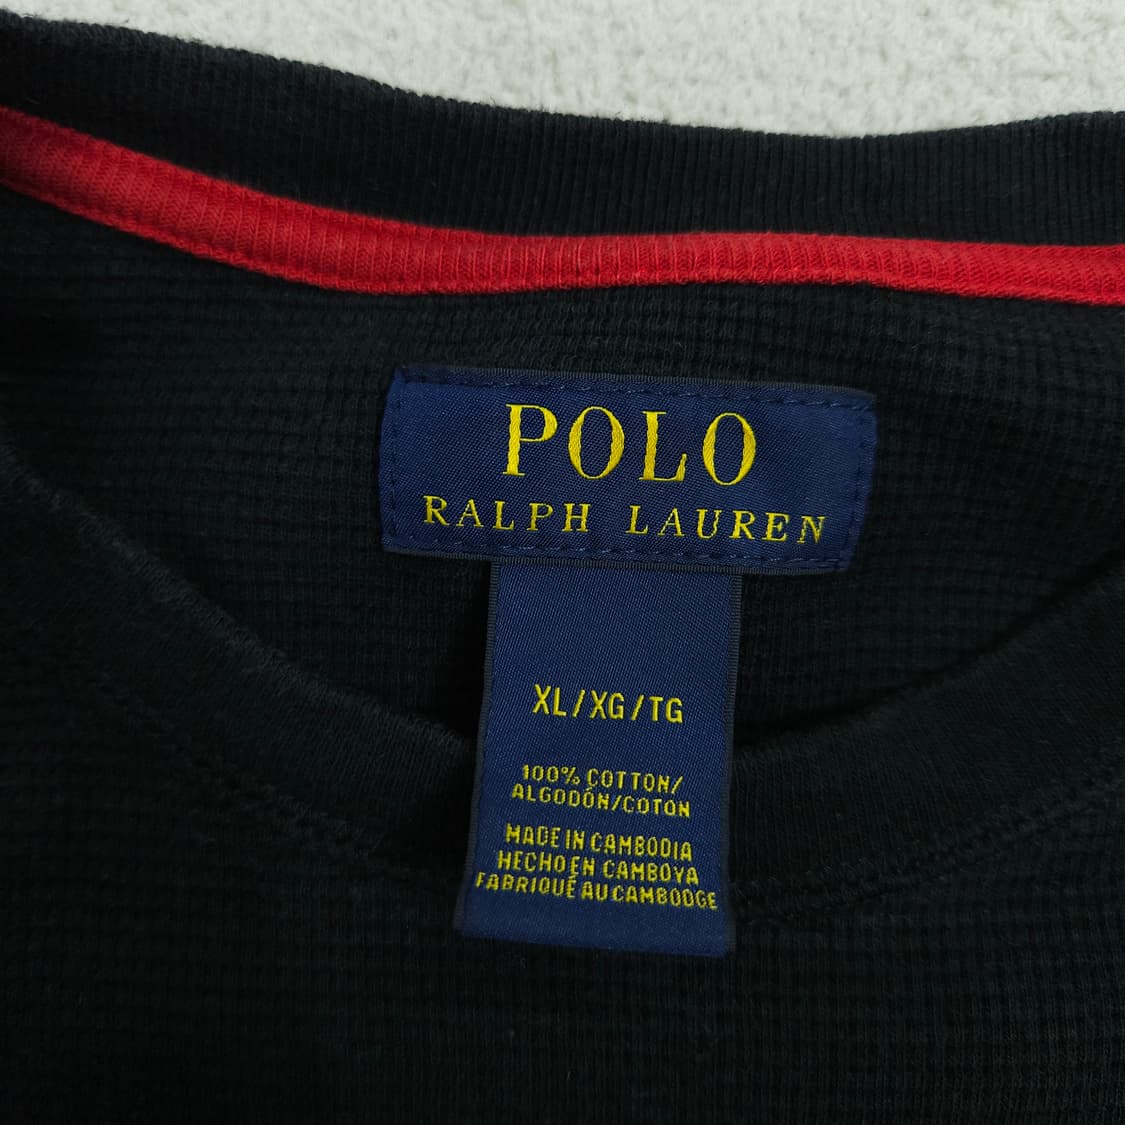 POLO
RALPH LAUREN
XL/XG/TG
100% COTTON/
ALGODÓN/COTON
MADE IN CAMBODIA
HECHO EN CAMBOYA
FABRIQUÉ AU CAMBODGE